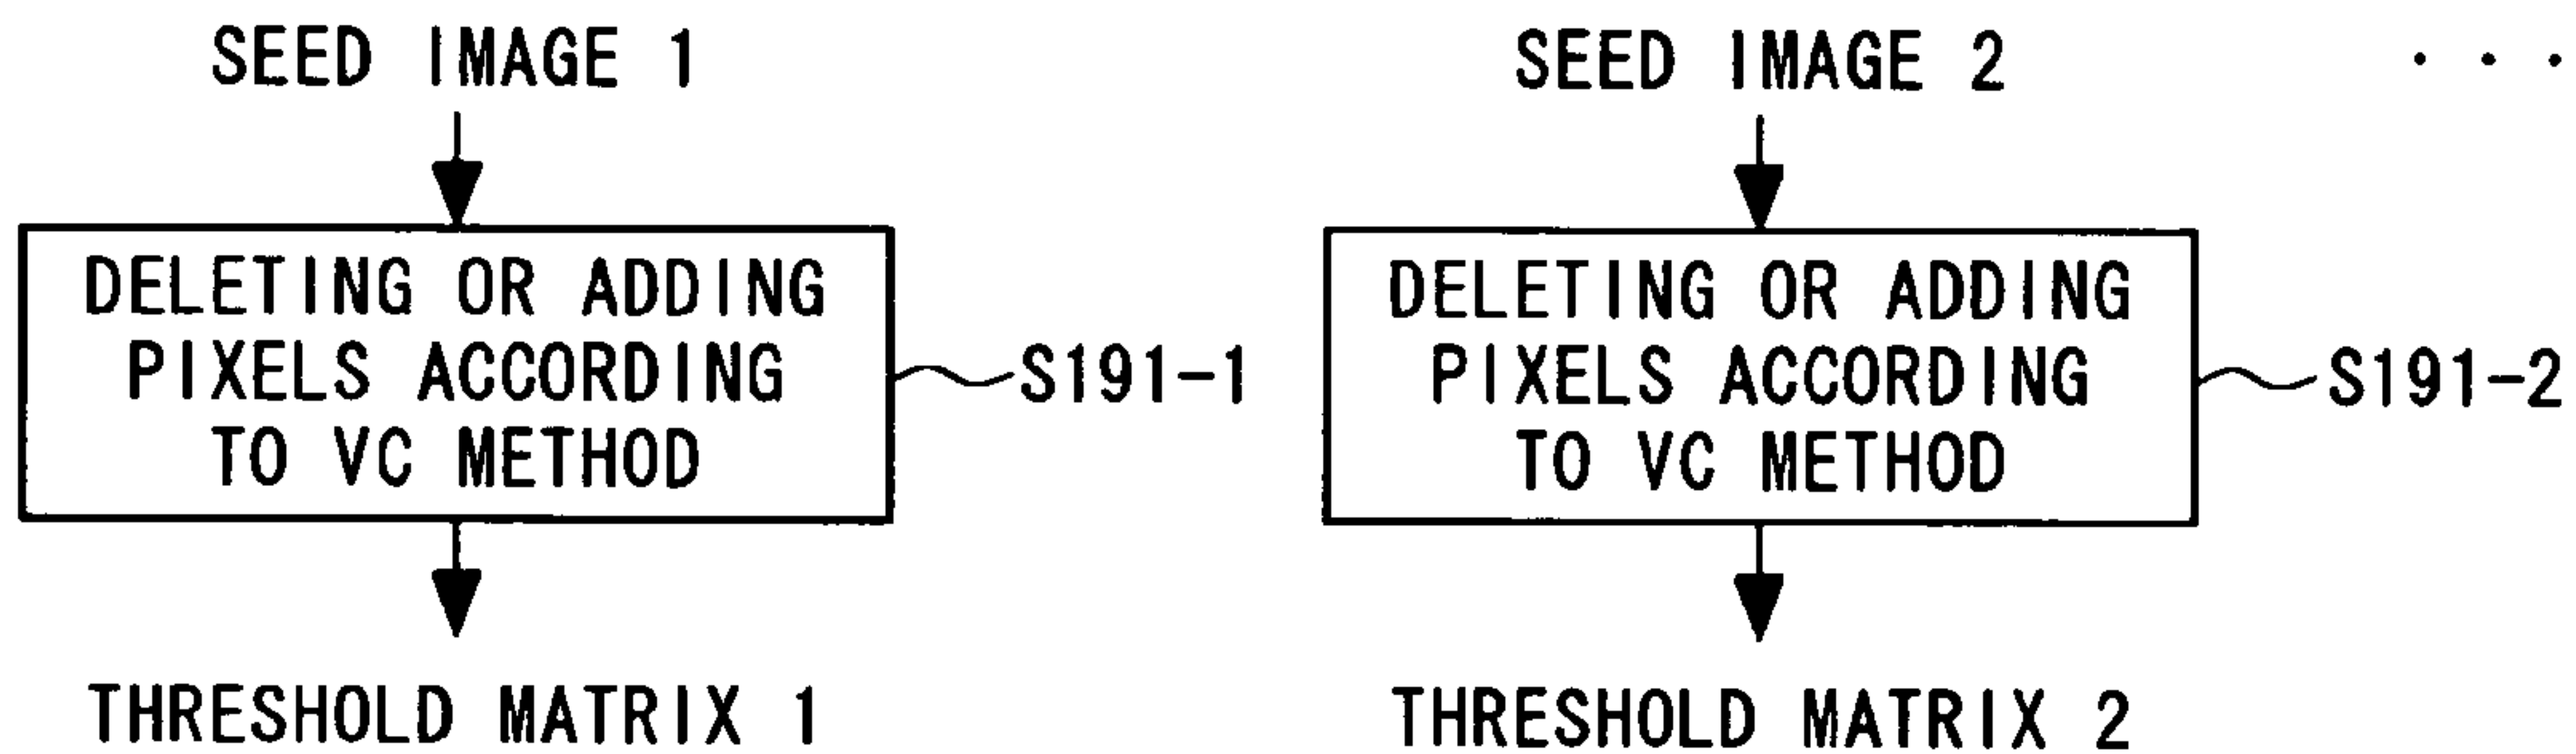 SEED IMAGE 1
DELETING OR ADDING
PIXELS ACCORDING
TO VC METHOD
S191-1
THRESHOLD MATRIX 1
SEED IMAGE 2
DELETING OR ADDING
PIXELS ACCORDING
TO VC METHOD
S191-2
THRESHOLD MATRIX 2
. . .